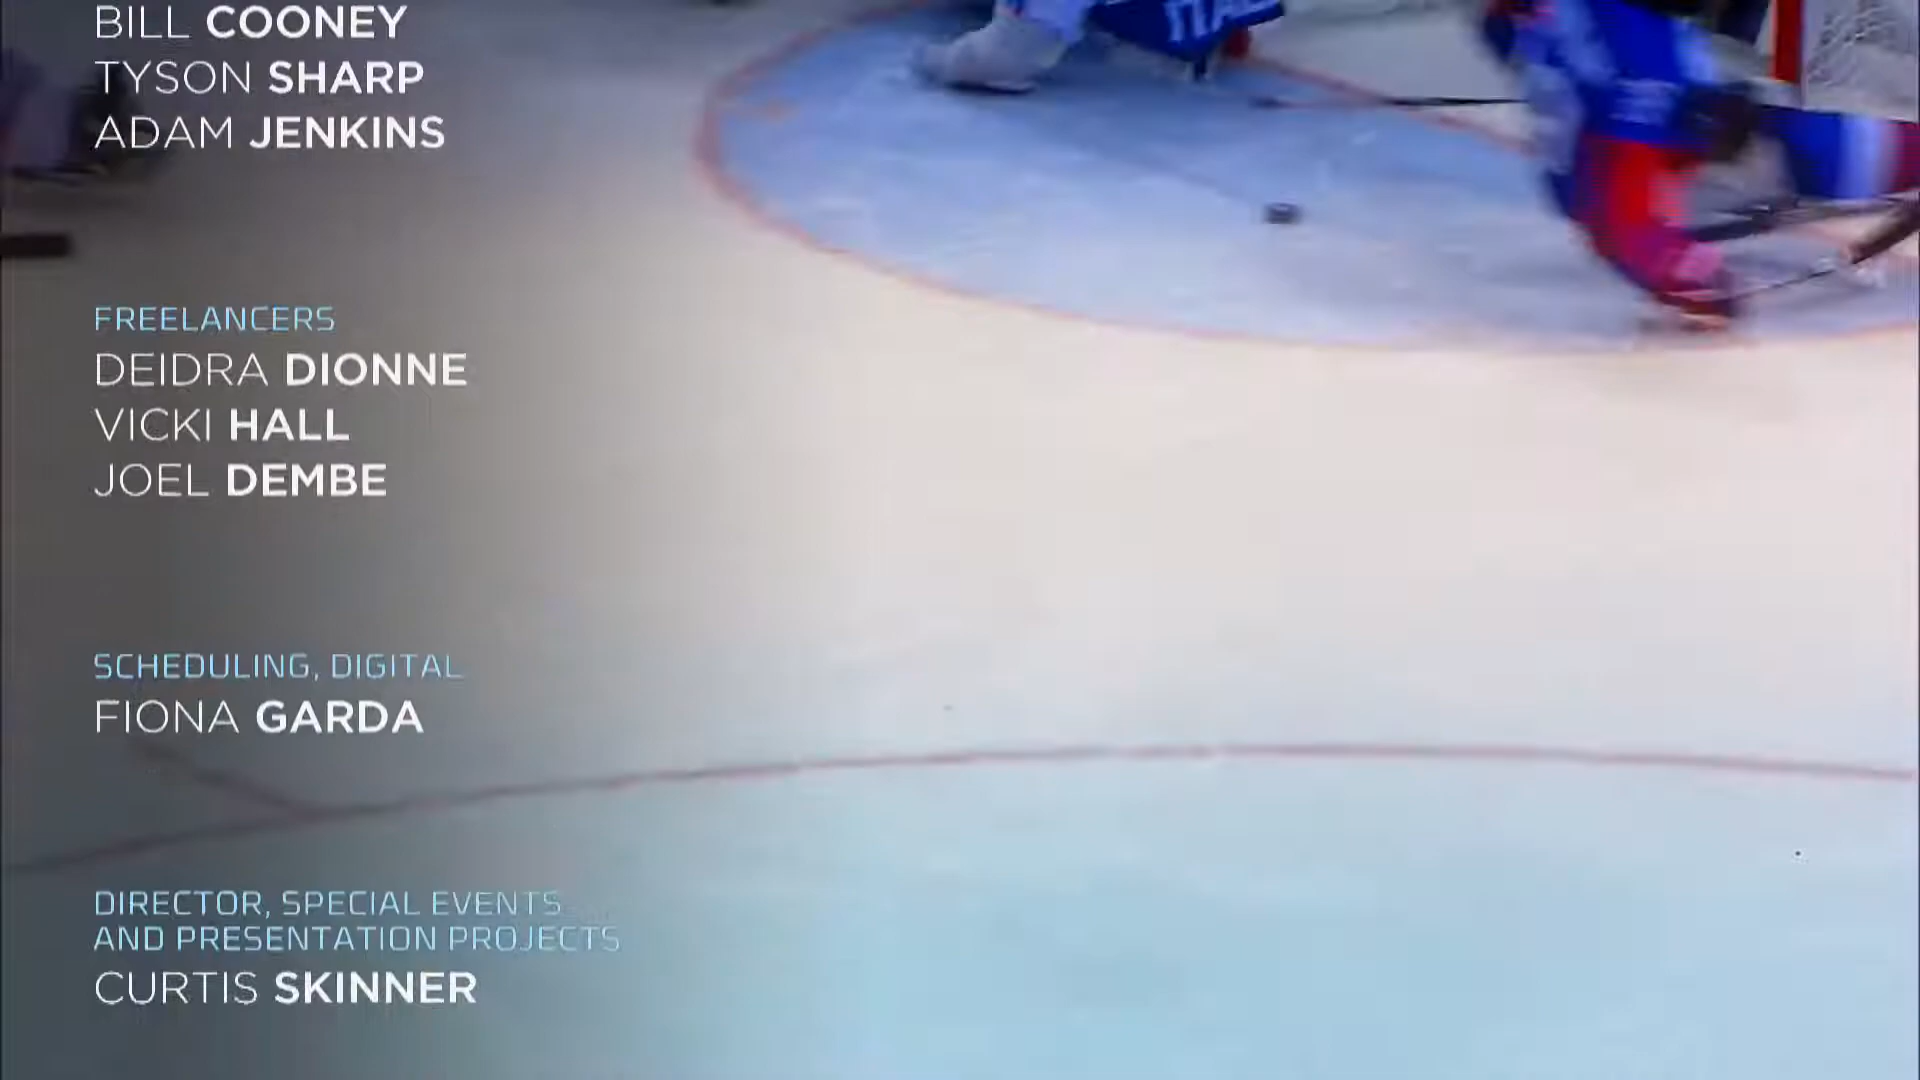 BILL COONEY
TYSON SHARP
ADAM JENKINS
FREELANCERS
DEIDRA DIONNE
VICKI HALL
JOEL DEMBE
SCHEDULING, DIGITAL
FIONA GARDA
DIRECTOR, SPECIAL EVENTS
AND PRESENTATION PROJECTS
CURTIS SKINNER